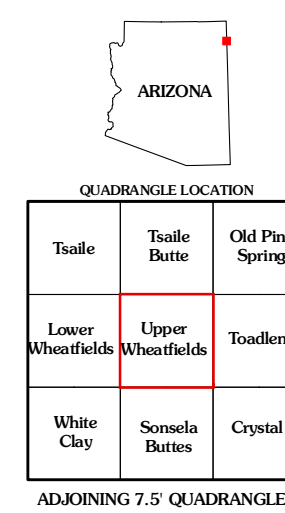 ARIZONA
QUADRANGLE LOCATION
Tsaile
Tsaile
Butte
Old Pin
Spring
Lower
Wheatfields
Upper
Wheatfields
Toadlen
White
Clay
Sonsela
Buttes
Crystal
ADJOINING 7.5' QUADRANGLE